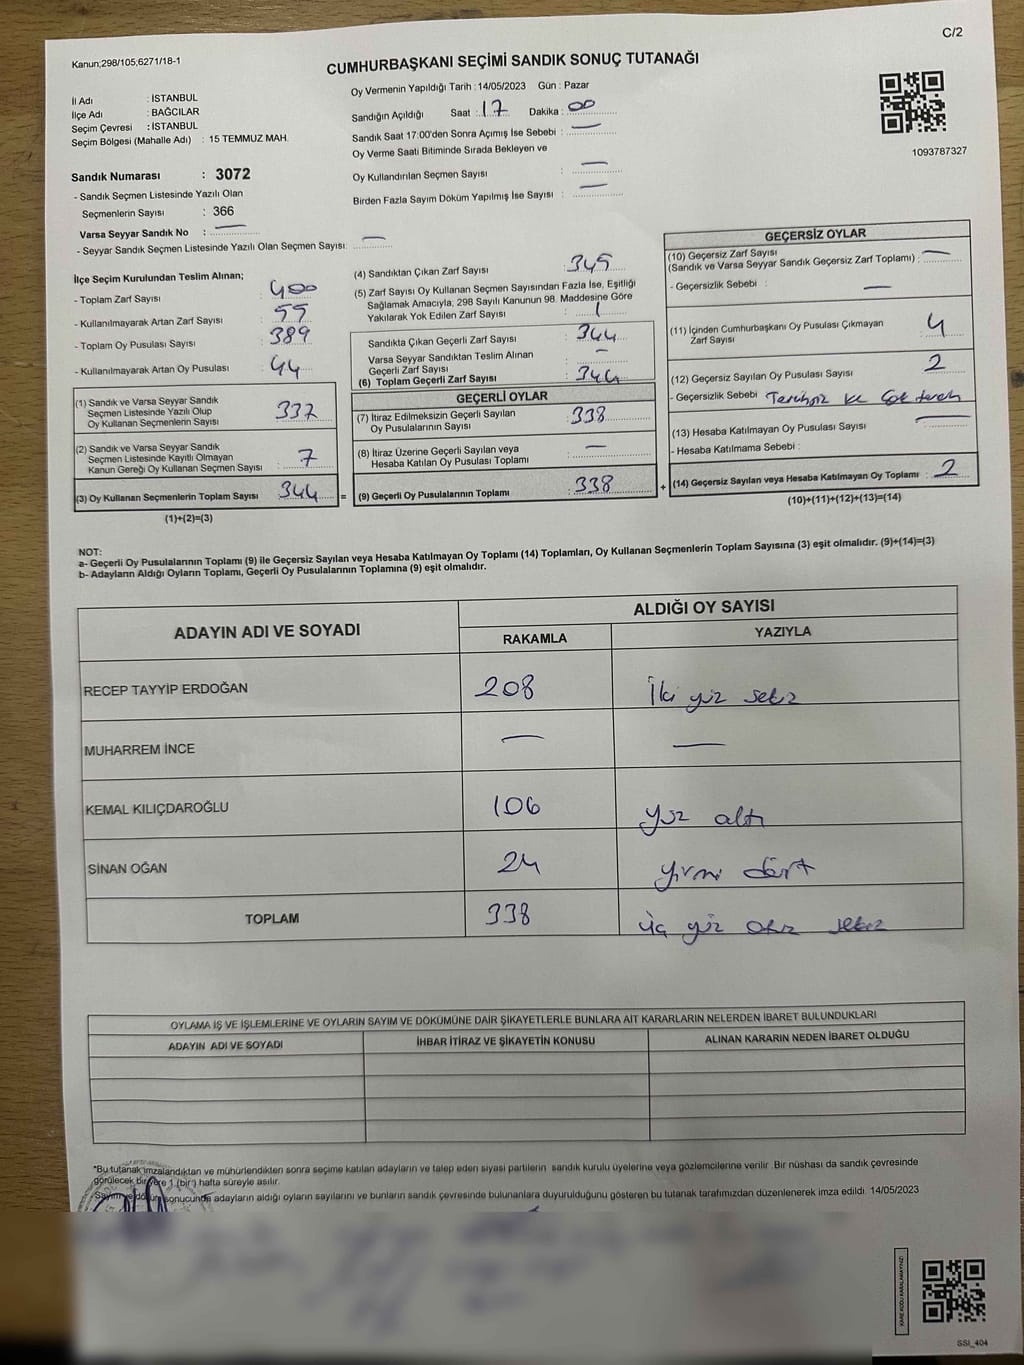 C/2
Kanun;298/105;6271/18-1
CUMHURBAŞKANI SEÇİMİ SANDIK SONUÇ TUTANAĞI
İl Adı : İSTANBUL
İlçe Adı : BAĞCILAR
Seçim Çevresi : İSTANBUL
Seçim Bölgesi (Mahalle Adı) : 15 TEMMUZ MAH.
Oy Vermenin Yapıldığı Tarih :14/05/2023 Gün : Pazar
Sandığın Açıldığı Saat : 17 Dakika : 00
Sandık Saat 17:00'den Sonra Açımış İse Sebebi : —
Oy Verme Saati Bitiminde Sırada Bekleyen ve
Oy Kullandırılan Seçmen Sayısı : —
Birden Fazla Sayım Döküm Yapılmış İse Sayısı : —
1093787327
Sandık Numarası : 3072
- Sandık Seçmen Listesinde Yazılı Olan
Seçmenlerin Sayısı : 366
Varsa Seyyar Sandık No : —
- Seyyar Sandık Seçmen Listesinde Yazılı Olan Seçmen Sayısı: —
İlçe Seçim Kurulundan Teslim Alınan;
- Toplam Zarf Sayısı : 400
- Kullanılmayarak Artan Zarf Sayısı : 55
- Toplam Oy Pusulası Sayısı : 389
- Kullanılmayarak Artan Oy Pusulası : 44
(1) Sandık ve Varsa Seyyar Sandık
Seçmen Listesinde Yazılı Olup
Oy Kullanan Seçmenlerin Sayısı : 337
(2) Sandık ve Varsa Seyyar Sandık
Seçmen Listesinde Kayıtlı Olmayan
Kanun Gereği Oy Kullanan Seçmen Sayısı : 7
(3) Oy Kullanan Seçmenlerin Toplam Sayısı : 344
(1)+(2)=(3)
(4) Sandıktan Çıkan Zarf Sayısı : 345
(5) Zarf Sayısı Oy Kullanan Seçmen Sayısından Fazla İse, Eşitliği
Sağlamak Amacıyla, 298 Sayılı Kanunun 98. Maddesine Göre
Yakılarak Yok Edilen Zarf Sayısı : 1
Sandıkta Çıkan Geçerli Zarf Sayısı : 344
Varsa Seyyar Sandıktan Teslim Alınan
Geçerli Zarf Sayısı : —
(6) Toplam Geçerli Zarf Sayısı : 344
GEÇERLİ OYLAR
(7) İtiraz Edilmeksizin Geçerli Sayılan
Oy Pusulalarının Sayısı : 338
(8) İtiraz Üzerine Geçerli Sayılan veya
Hesaba Katılan Oy Pusulası Toplamı : —
= (9) Geçerli Oy Pusulalarının Toplamı : 338
GEÇERSİZ OYLAR
(10) Geçersiz Zarf Sayısı
(Sandık ve Varsa Seyyar Sandık Geçersiz Zarf Toplamı) : —
- Geçersizlik Sebebi : —
(11) İçinden Cumhurbaşkanı Oy Pusulası Çıkmayan
Zarf Sayısı : 4
(12) Geçersiz Sayılan Oy Pusulası Sayısı : 2
- Geçersizlik Sebebi : Tercihsiz ve çok tercih
(13) Hesaba Katılmayan Oy Pusulası Sayısı : —
- Hesaba Katılmama Sebebi :
+ (14) Geçersiz Sayılan veya Hesaba Katılmayan Oy Toplamı : 2
(10)+(11)+(12)+(13)=(14)
NOT:
a- Geçerli Oy Pusulalarının Toplamı (9) ile Geçersiz Sayılan veya Hesaba Katılmayan Oy Toplamı (14) Toplamları, Oy Kullanan Seçmenlerin Toplam Sayısına (3) eşit olmalıdır. (9)+(14)=(3)
b- Adayların Aldığı Oyların Toplamı, Geçerli Oy Pusulalarının Toplamına (9) eşit olmalıdır.
ADAYIN ADI VE SOYADI ALDIĞI OY SAYISI
RAKAMLA YAZIYLA
RECEP TAYYİP ERDOĞAN 208 İki yüz sekiz
MUHARREM İNCE — —
KEMAL KILIÇDAROĞLU 106 yüz altı
SİNAN OĞAN 24 yirmi dört
TOPLAM 338 üç yüz otuz sekiz
OYLAMA İŞ VE İŞLEMLERİNE VE OYLARIN SAYIM VE DÖKÜMÜNE DAİR ŞİKAYETLERLE BUNLARA AİT KARARLARIN NELERDEN İBARET BULUNDUKLARI
ADAYIN ADI VE SOYADI İHBAR İTİRAZ VE ŞİKAYETİN KONUSU ALINAN KARARIN NEDEN İBARET OLDUĞU
*Bu tutanak imzalandıktan ve mühürlendikten sonra seçime katılan adayların ve talep eden siyasi partilerin sandık kurulu üyelerine veya gözlemcilerine verilir. Bir nüshası da sandık çevresinde
görülecek bir yere 1 (bir) hafta süreyle asılır.
Sayım ve döküm sonucunda adayların aldığı oyların sayılarını ve bunların sandık çevresinde bulunanlara duyurulduğunu gösteren bu tutanak tarafımızdan düzenlenerek imza edildi. 14/05/2023
KARE KODU KARALAMAYINIZ!
SSI_404